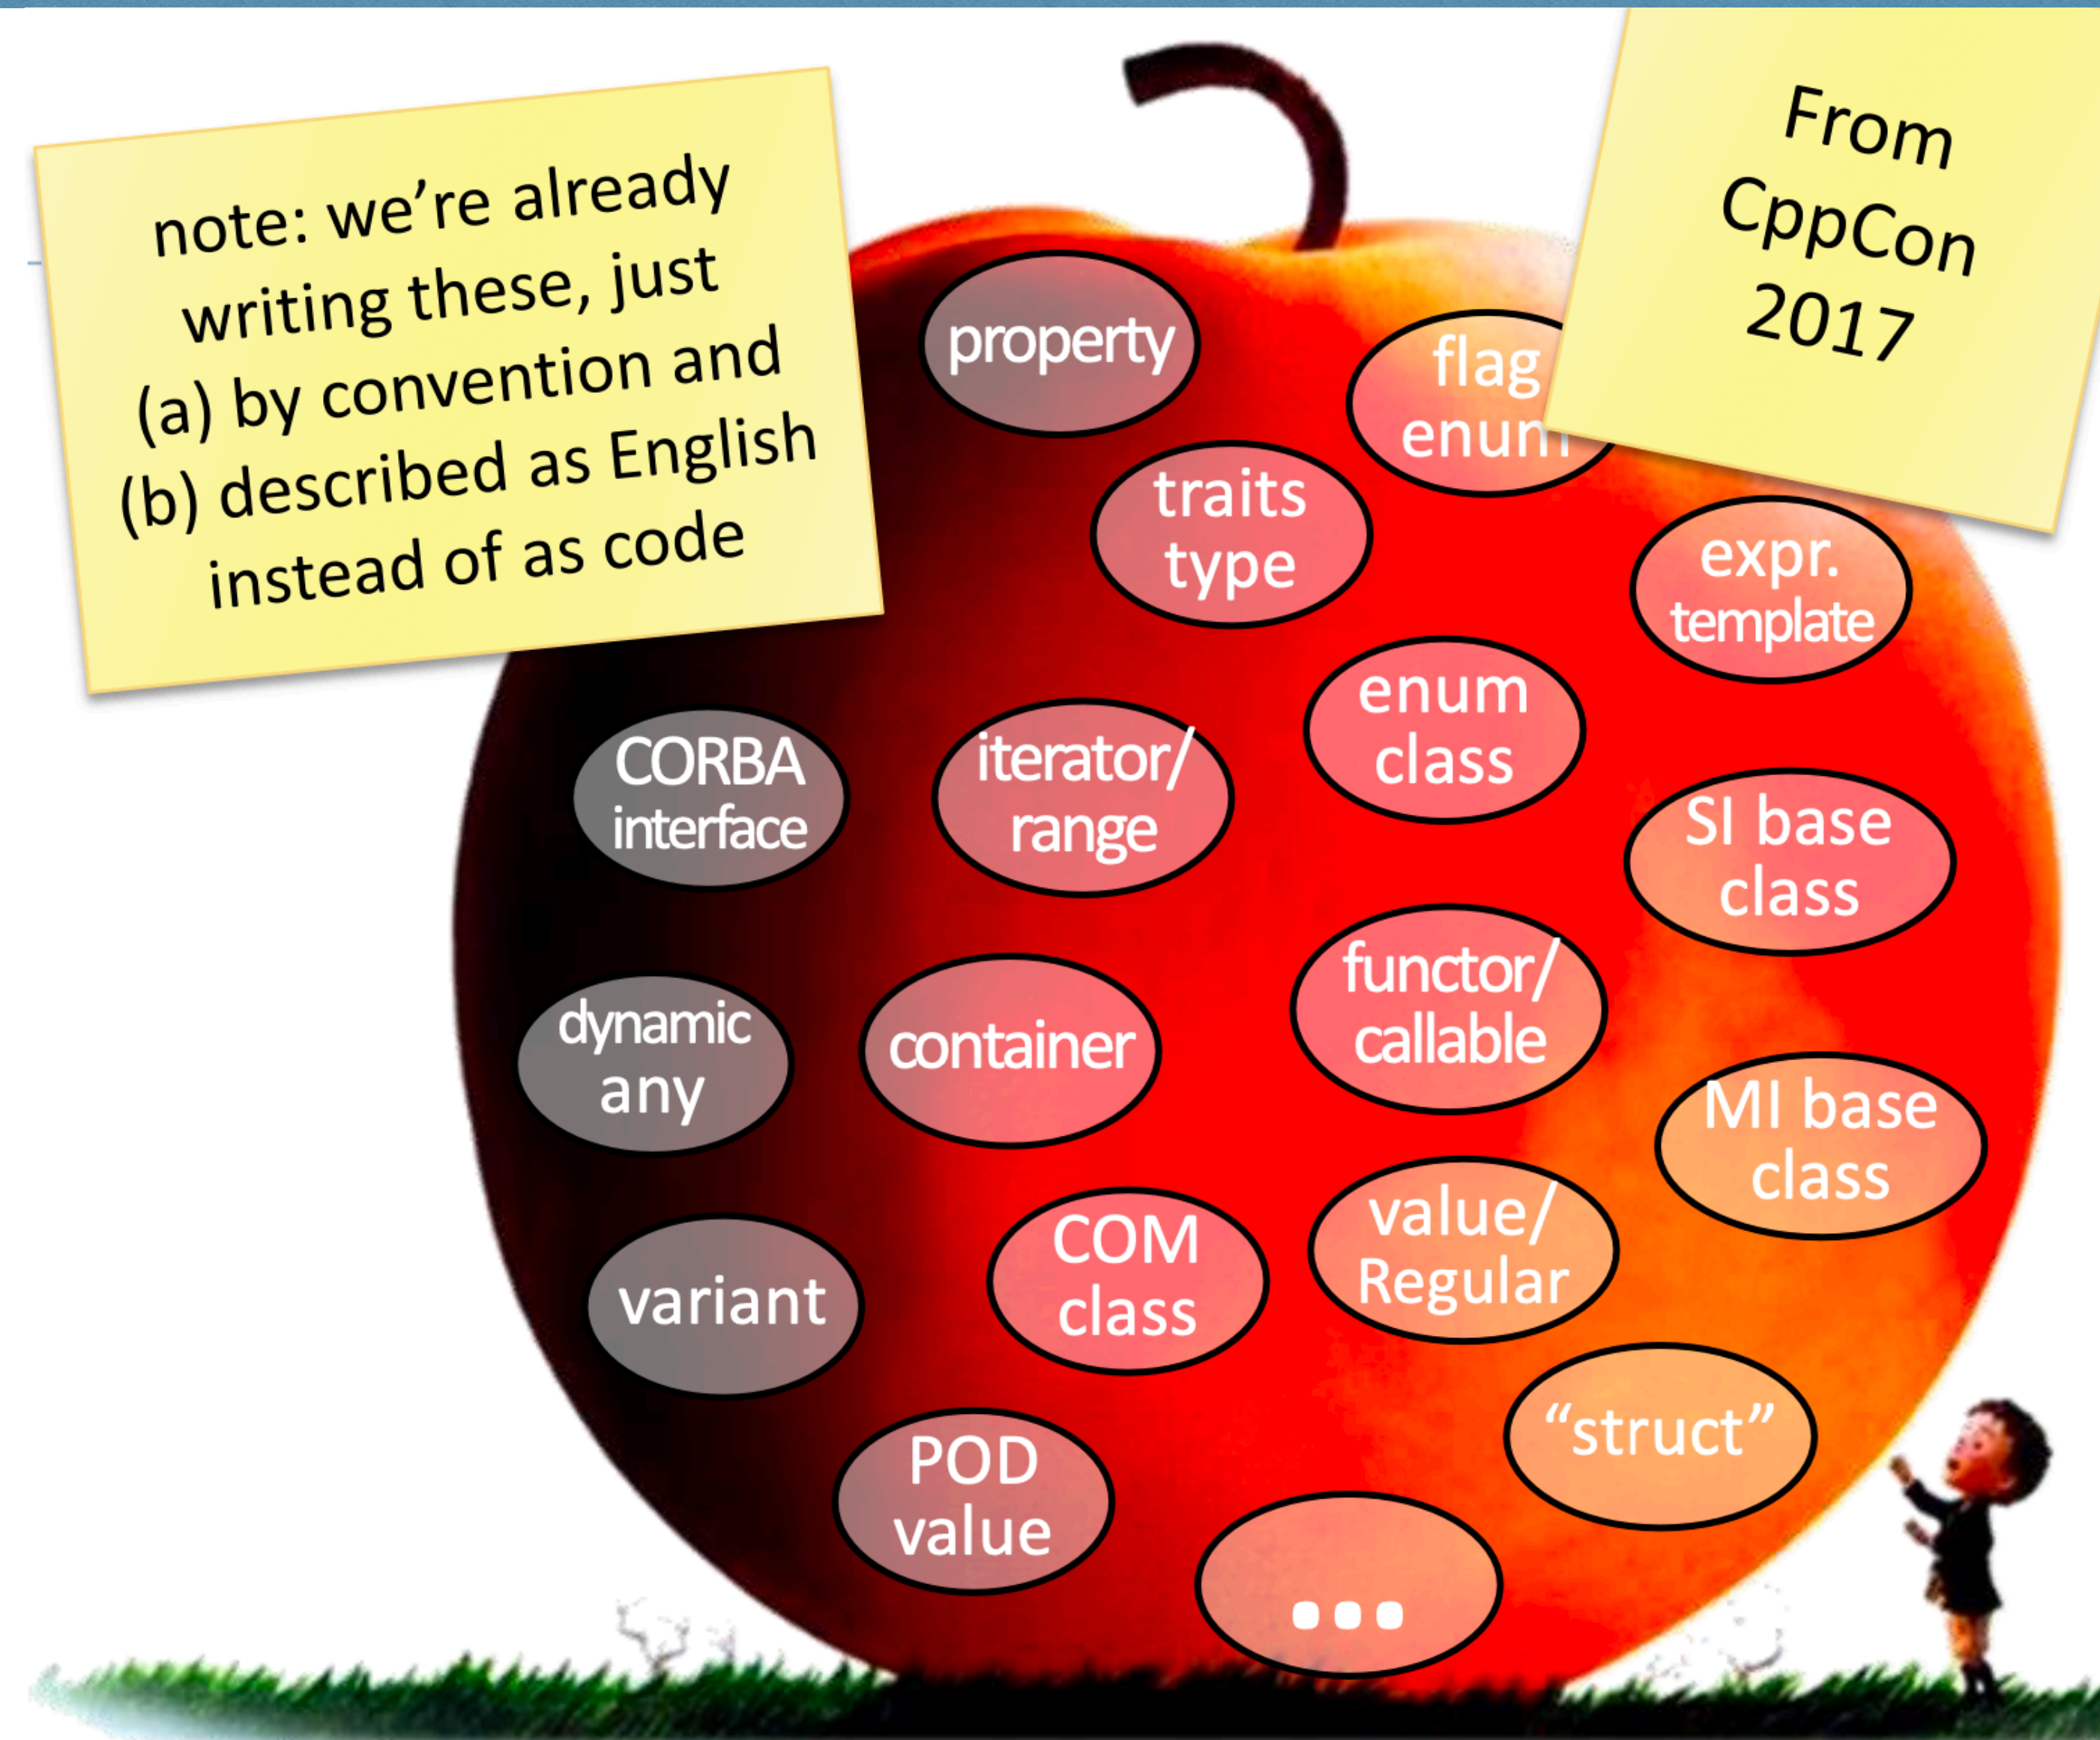 note: we’re already
writing these, just
(a) by convention and
(b) described as English
instead of as code
From
CppCon
2017
property
flag
enum
traits
type
expr.
template
enum
class
CORBA
interface
iterator/
range
SI base
class
functor/
callable
dynamic
any
container
MI base
class
value/
Regular
COM
class
variant
“struct”
POD
value
...